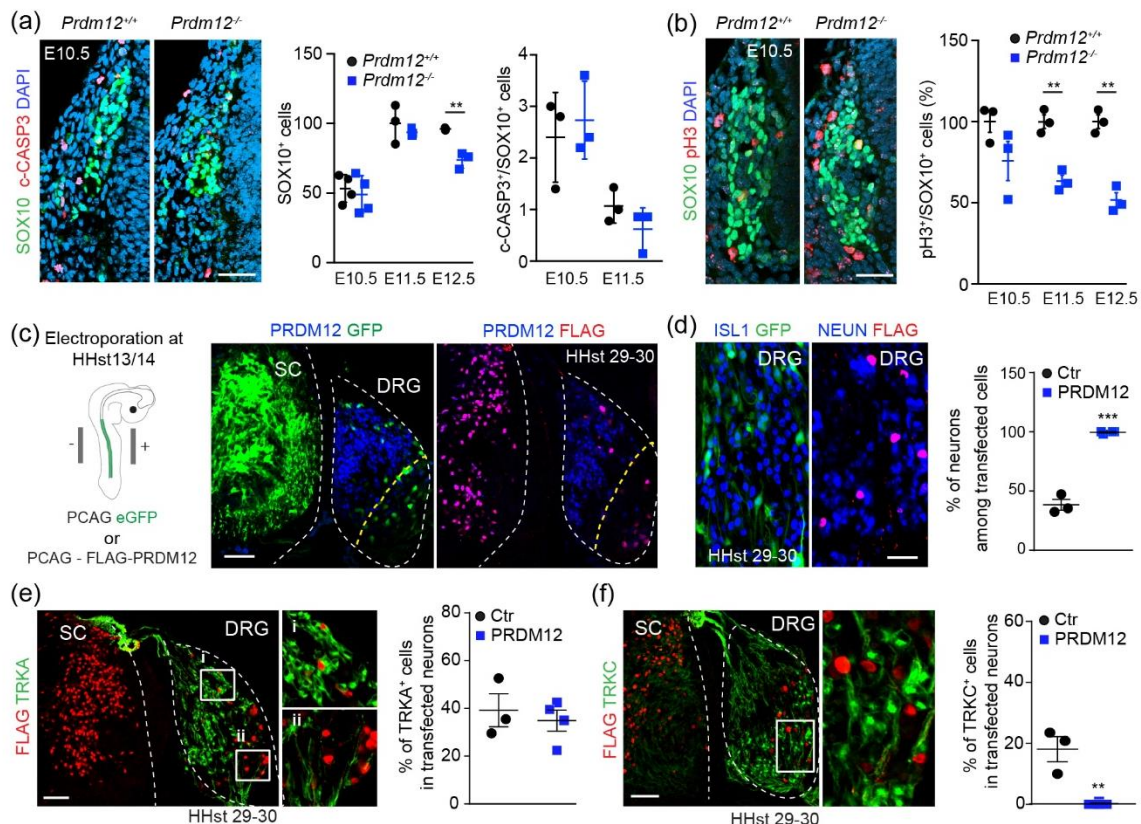 (a)
Prdm12+/+ Prdm12-/-
E10.5
SOX10 c-CASP3 DAPI
Prdm12+/+
Prdm12-/-
SOX10+ cells
150
100
50
0
**
E10.5 E11.5 E12.5
c-CASP3+/SOX10+ cells
4
3
2
1
0
E10.5 E11.5
(b)
Prdm12+/+ Prdm12-/-
E10.5
SOX10 pH3 DAPI
Prdm12+/+
Prdm12-/-
pH3+/SOX10+ cells (%)
150
100
50
0
** **
E10.5 E11.5 E12.5
(c)
Electroporation at
HHst13/14
- +
PCAG eGFP
or
PCAG - FLAG-PRDM12
PRDM12 GFP PRDM12 FLAG
SC DRG HHst 29-30
(d)
ISL1 GFP NEUN FLAG
DRG DRG
HHst 29-30
Ctr
PRDM12
% of neurons
among transfected cells
150
100
50
0
***
(e)
FLAG TRKA
SC DRG
i
ii
i
ii
HHst 29-30
Ctr
PRDM12
% of TRKA+ cells
in transfected neurons
80
60
40
20
0
(f)
FLAG TRKC
SC DRG
HHst 29-30
Ctr
PRDM12
% of TRKC+ cells
in transfected neurons
60
40
20
0
**